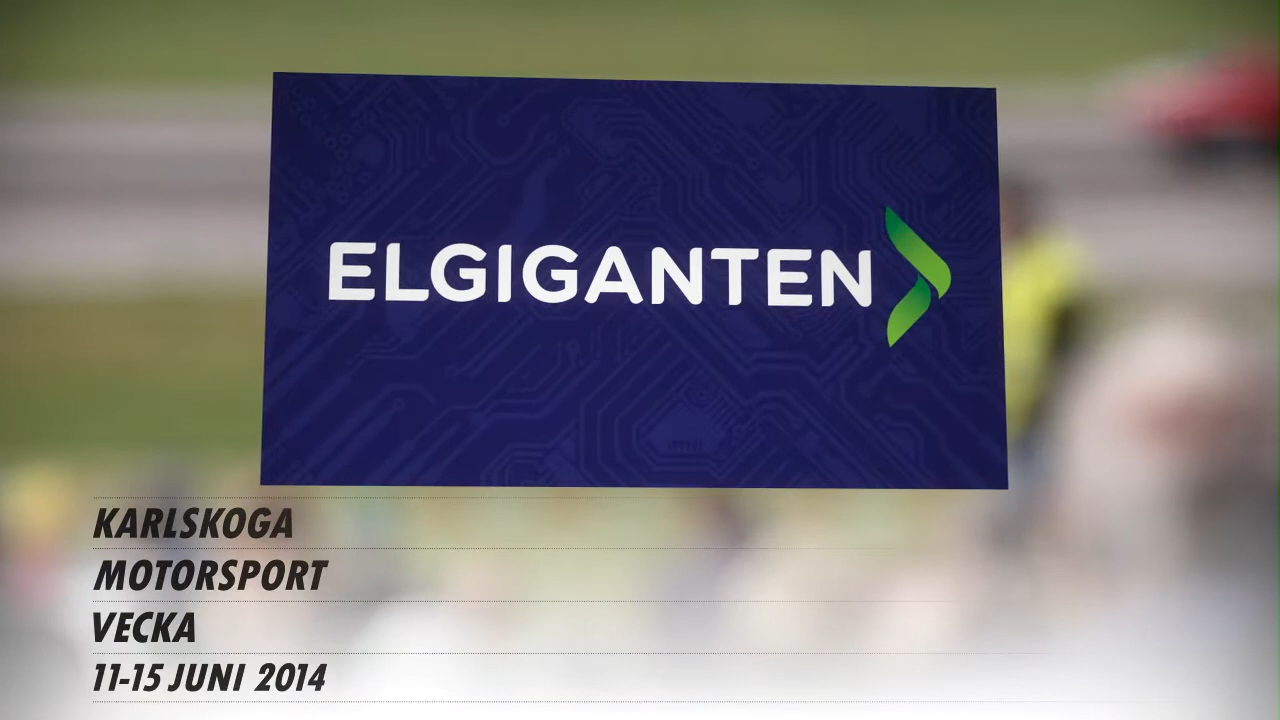 ELGIGANTEN
KARLSKOGA
MOTORSPORT
VECKA
11-15 JUNI 2014